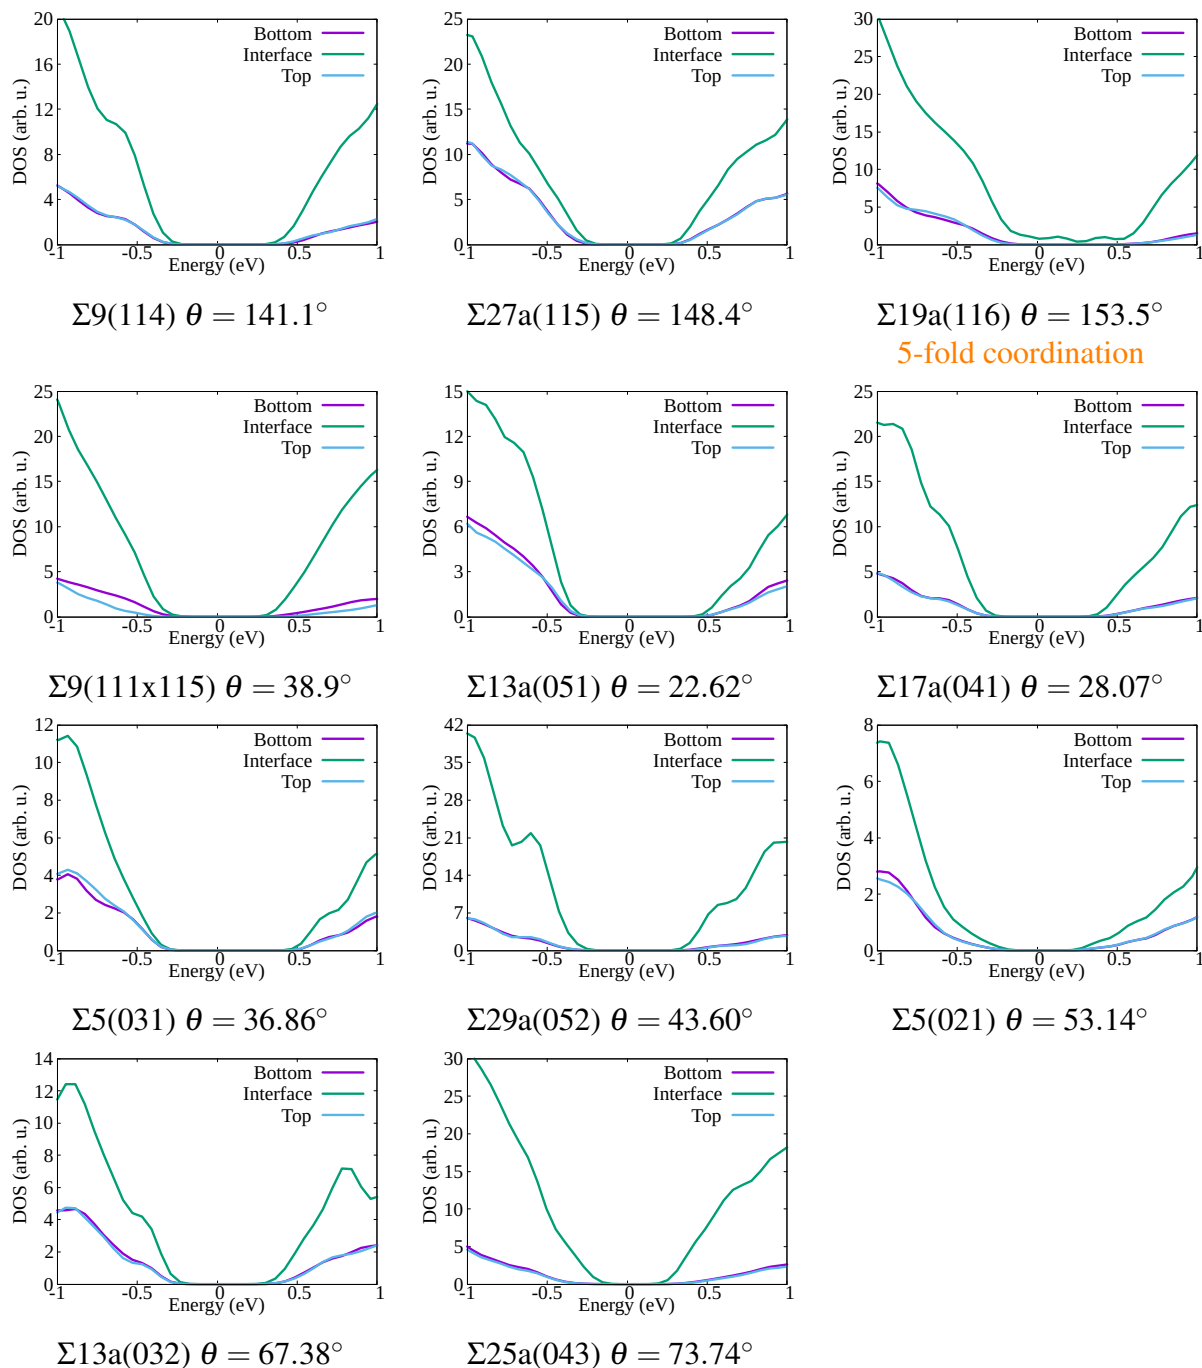 20
16
12
8
4
0
DOS (arb. u.)
-1
-0.5
0
0.5
1
Energy (eV)
Bottom
Interface
Top
Σ9(114) θ = 141.1°
25
20
15
10
5
0
DOS (arb. u.)
-1
-0.5
0
0.5
1
Energy (eV)
Bottom
Interface
Top
Σ27a(115) θ = 148.4°
30
25
20
15
10
5
0
DOS (arb. u.)
-1
-0.5
0
0.5
1
Energy (eV)
Bottom
Interface
Top
Σ19a(116) θ = 153.5°
5-fold coordination
25
20
15
10
5
0
DOS (arb. u.)
-1
-0.5
0
0.5
1
Energy (eV)
Bottom
Interface
Top
Σ9(111x115) θ = 38.9°
15
12
9
6
3
0
DOS (arb. u.)
-1
-0.5
0
0.5
1
Energy (eV)
Bottom
Interface
Top
Σ13a(051) θ = 22.62°
25
20
15
10
5
0
DOS (arb. u.)
-1
-0.5
0
0.5
1
Energy (eV)
Bottom
Interface
Top
Σ17a(041) θ = 28.07°
12
10
8
6
4
2
0
DOS (arb. u.)
-1
-0.5
0
0.5
1
Energy (eV)
Bottom
Interface
Top
Σ5(031) θ = 36.86°
42
35
28
21
14
7
0
DOS (arb. u.)
-1
-0.5
0
0.5
1
Energy (eV)
Bottom
Interface
Top
Σ29a(052) θ = 43.60°
8
6
4
2
0
DOS (arb. u.)
-1
-0.5
0
0.5
1
Energy (eV)
Bottom
Interface
Top
Σ5(021) θ = 53.14°
14
12
10
8
6
4
2
0
DOS (arb. u.)
-1
-0.5
0
0.5
1
Energy (eV)
Bottom
Interface
Top
Σ13a(032) θ = 67.38°
30
25
20
15
10
5
0
DOS (arb. u.)
-1
-0.5
0
0.5
1
Energy (eV)
Bottom
Interface
Top
Σ25a(043) θ = 73.74°